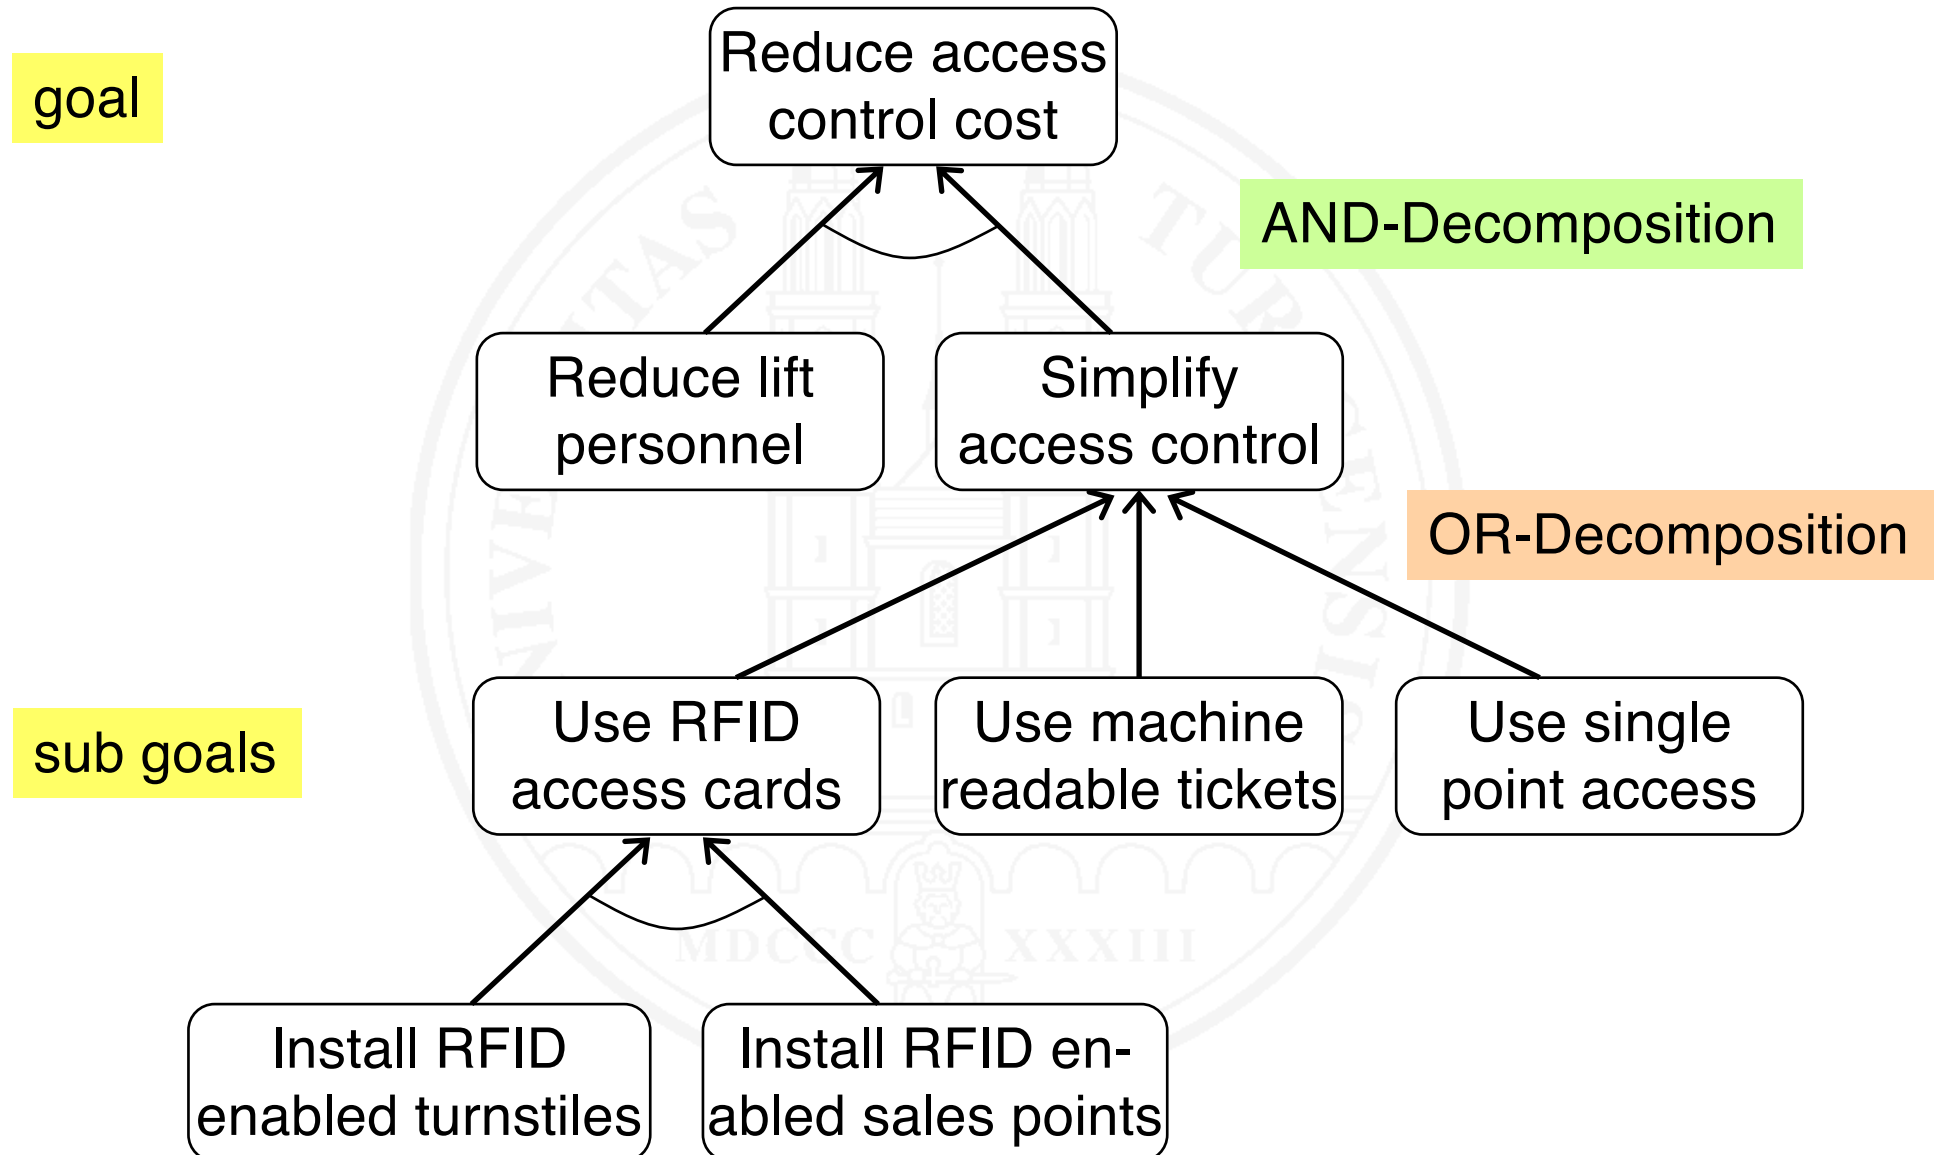 Reduce access
control cost
goal
AND-Decomposition
Reduce lift
personnel
Simplify
access control
OR-Decomposition
Use RFID
access cards
Use machine
readable tickets
Use single
point access
sub goals
MDCCC XXXIII
Install RFID
enabled turnstiles
Install RFID en-
abled sales points